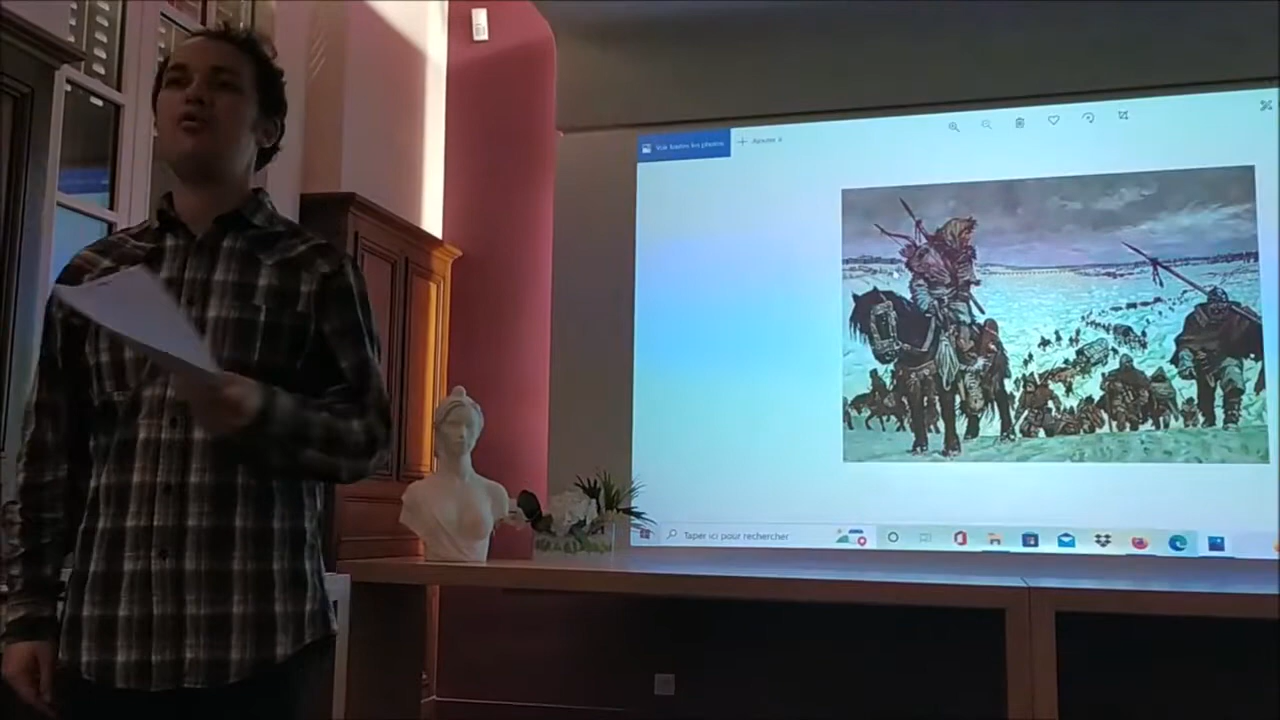 Voir toutes les photos
Ajouter à
Taper ici pour rechercher